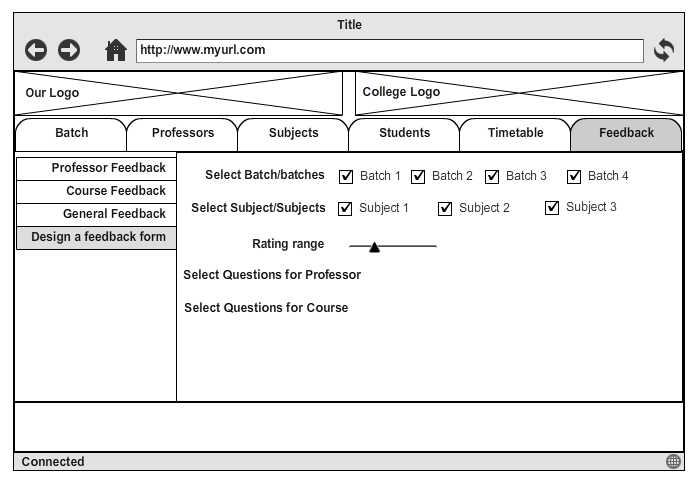 Title
http://www.myurl.com
Our Logo
College Logo
Batch Professors Subjects Students Timetable Feedback
Professor Feedback
Course Feedback
General Feedback
Design a feedback form
Select Batch/batches Batch 1 Batch 2 Batch 3 Batch 4
Select Subject/Subjects Subject 1 Subject 2 Subject 3
Rating range
Select Questions for Professor
Select Questions for Course
Connected